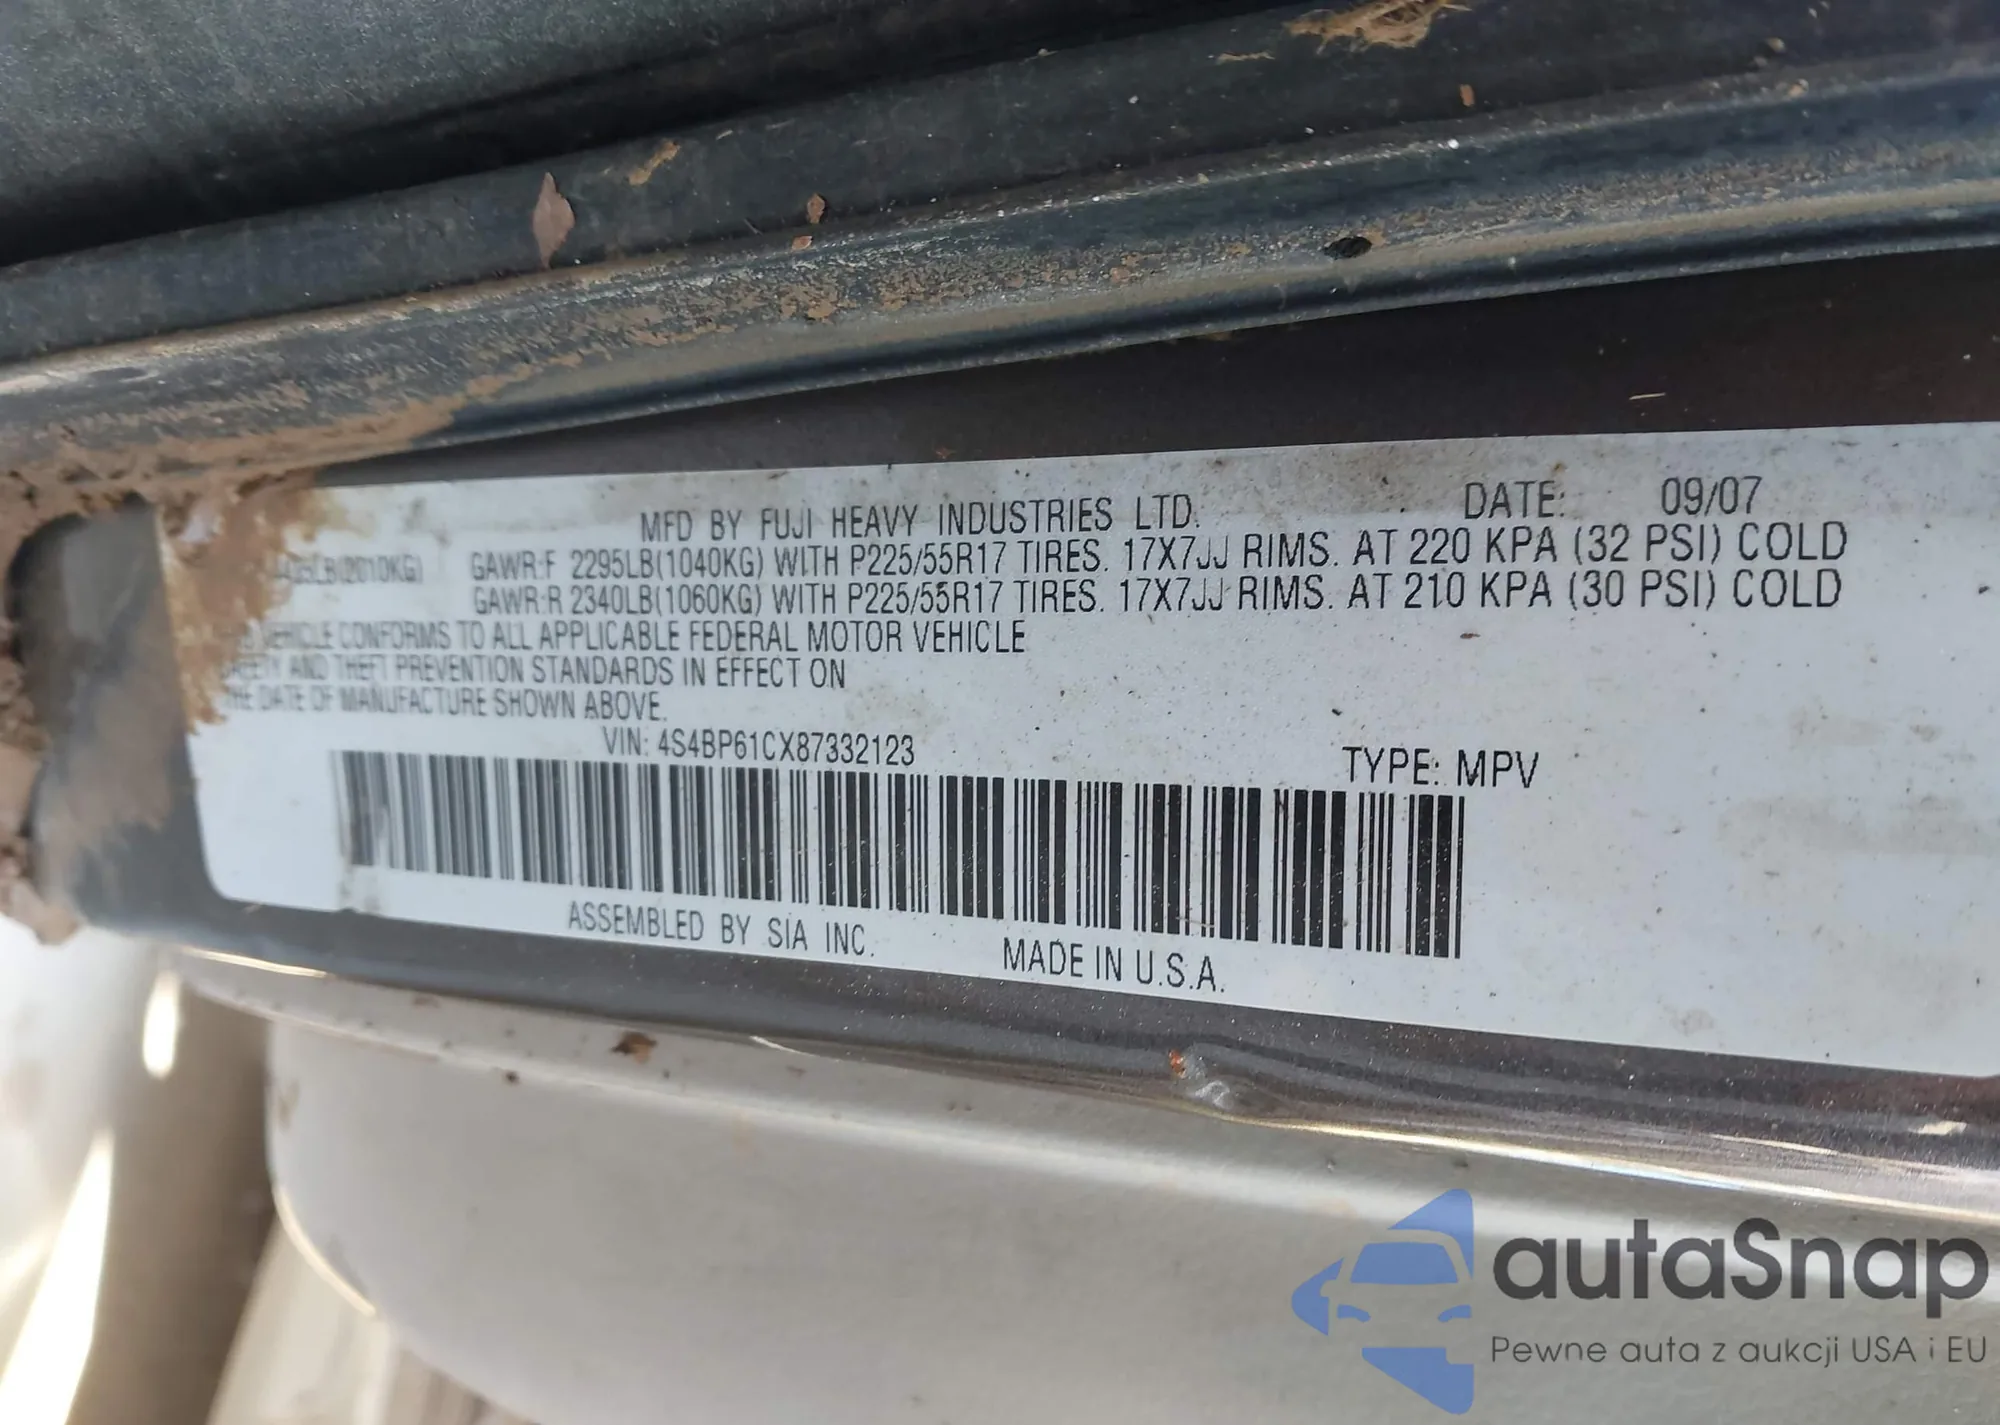 MFD BY FUJI HEAVY INDUSTRIES LTD. DATE: 09/07
(2010KG) GAWR:F 2295LB(1040KG) WITH P225/55R17 TIRES. 17X7JJ RIMS. AT 220 KPA (32 PSI) COLD
GAWR:R 2340LB(1060KG) WITH P225/55R17 TIRES. 17X7JJ RIMS. AT 210 KPA (30 PSI) COLD
VEHICLE CONFORMS TO ALL APPLICABLE FEDERAL MOTOR VEHICLE
AND THEFT PREVENTION STANDARDS IN EFFECT ON
THE DATE OF MANUFACTURE SHOWN ABOVE.
VIN: 4S4BP61CX87332123 TYPE: MPV
ASSEMBLED BY SIA INC. MADE IN U.S.A.
autaSnap
Pewne auta z aukcji USA i EU